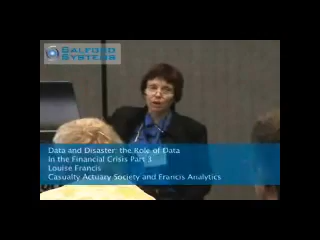 SALFORD
SYSTEMS
Data and Disaster: the Role of Data
In the Financial Crisis Part 3
Louise Francis
Casualty Actuary Society and Francis Analytics